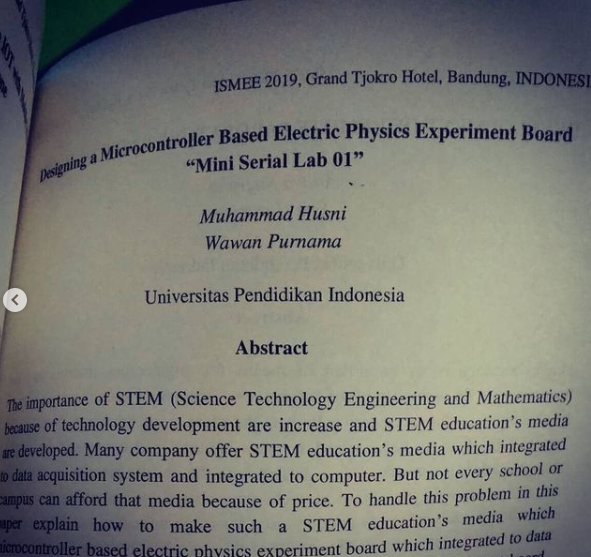 ISMEE 2019, Grand Tjokro Hotel, Bandung, INDONESI
Designing a Microcontroller Based Electric Physics Experiment Board
“Mini Serial Lab 01”
Muhammad Husni
Wawan Purnama
Universitas Pendidikan Indonesia
Abstract
The importance of STEM (Science Technology Engineering and Mathematics)
because of technology development are increase and STEM education’s media
are developed. Many company offer STEM education’s media which integrated
to data acquisition system and integrated to computer. But not every school or
campus can afford that media because of price. To handle this problem in this
aper explain how to make such a STEM education’s media which
icrocontroller based electric physics experiment board which integrated to data